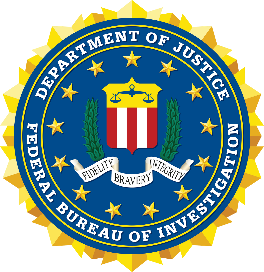 DEPARTMENT OF JUSTICE
FIDELITY
BRAVERY
INTEGRITY
FEDERAL BUREAU OF INVESTIGATION